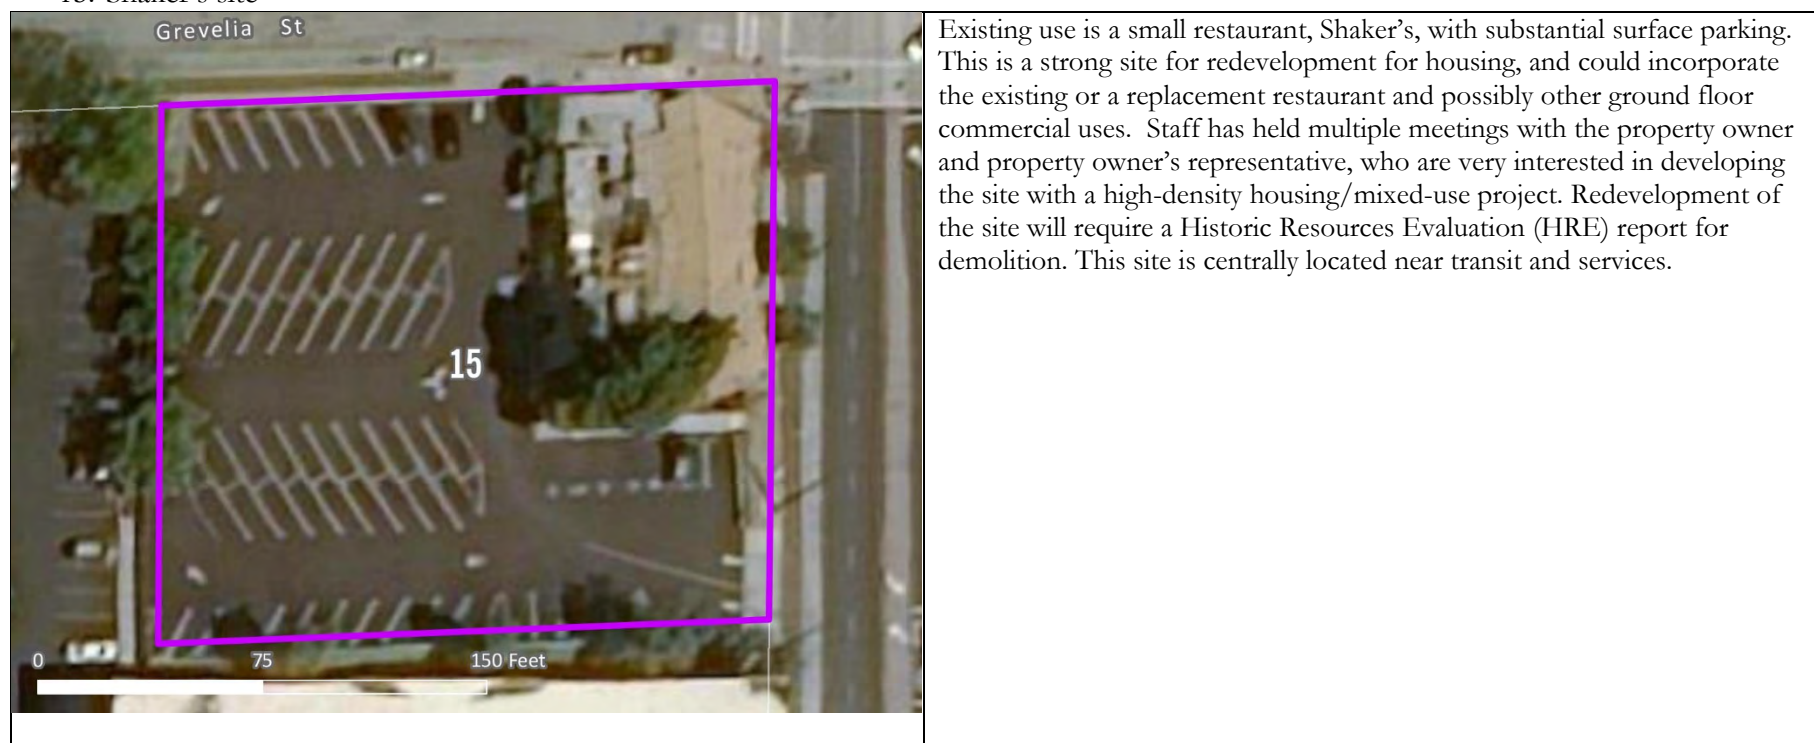 15. Shaker's site
Grevelia St
15
0 75 150 Feet
Existing use is a small restaurant, Shaker's, with substantial surface parking.
This is a strong site for redevelopment for housing, and could incorporate
the existing or a replacement restaurant and possibly other ground floor
commercial uses.  Staff has held multiple meetings with the property owner
and property owner's representative, who are very interested in developing
the site with a high-density housing/mixed-use project. Redevelopment of
the site will require a Historic Resources Evaluation (HRE) report for
demolition. This site is centrally located near transit and services.